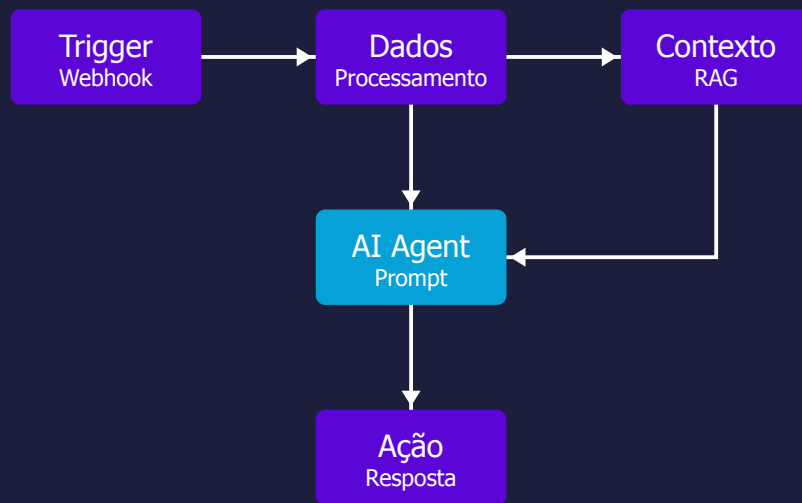 Trigger
Webhook
Dados
Processamento
Contexto
RAG
AI Agent
Prompt
Ação
Resposta